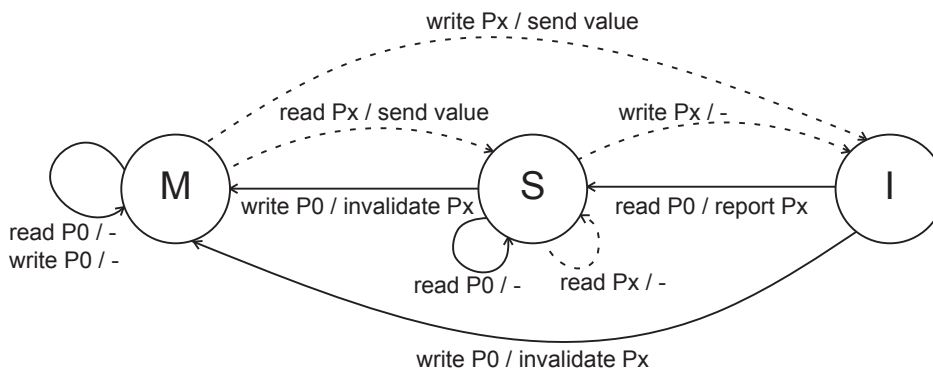 write Px / send value
read Px / send value
write Px / -
M
S
I
write P0 / invalidate Px
read P0 / report Px
read P0 / -
write P0 / -
read P0 / -
read Px / -
write P0 / invalidate Px